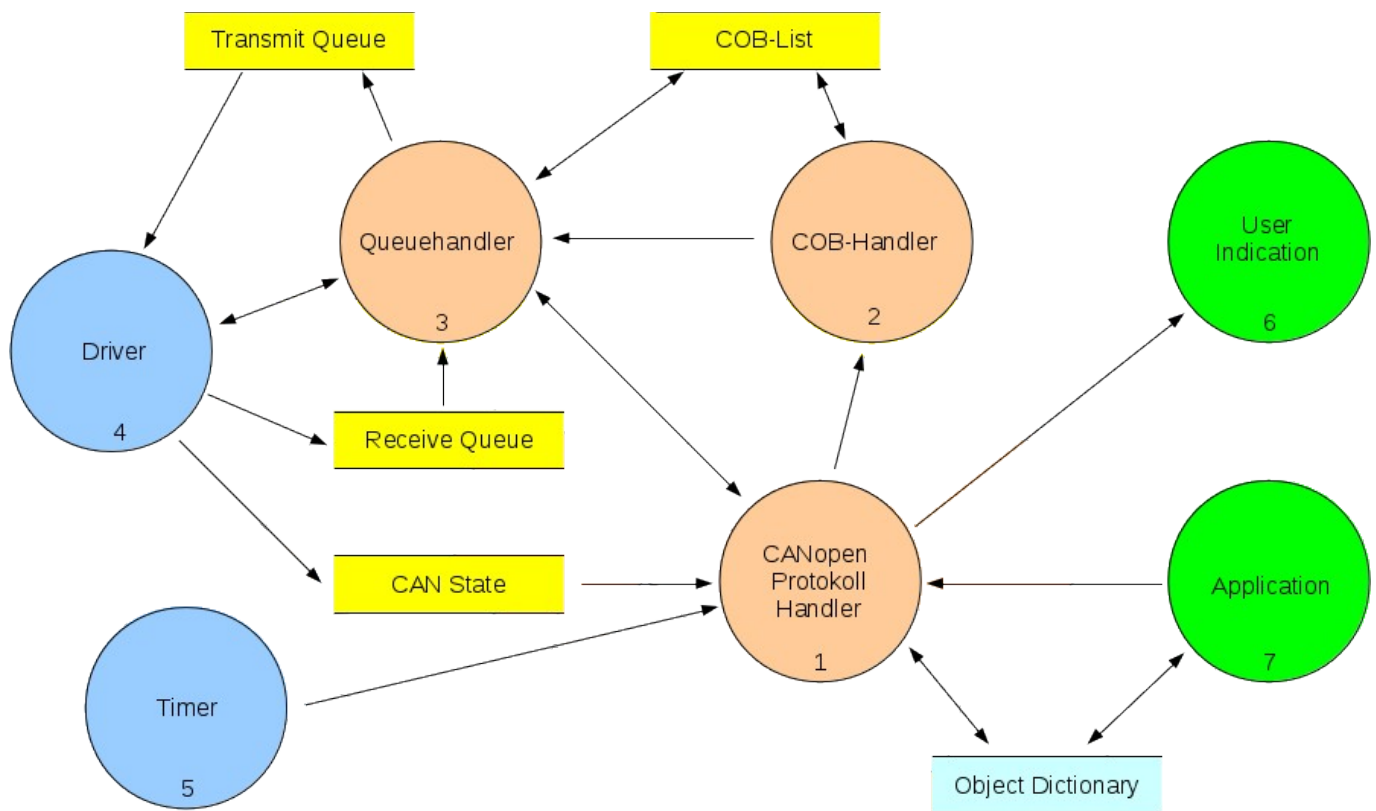 Transmit Queue
COB-List
Queuehandler
3
COB-Handler
2
User
Indication
6
Driver
4
Receive Queue
CAN State
CANopen
Protokoll
Handler
1
Application
7
Timer
5
Object Dictionary